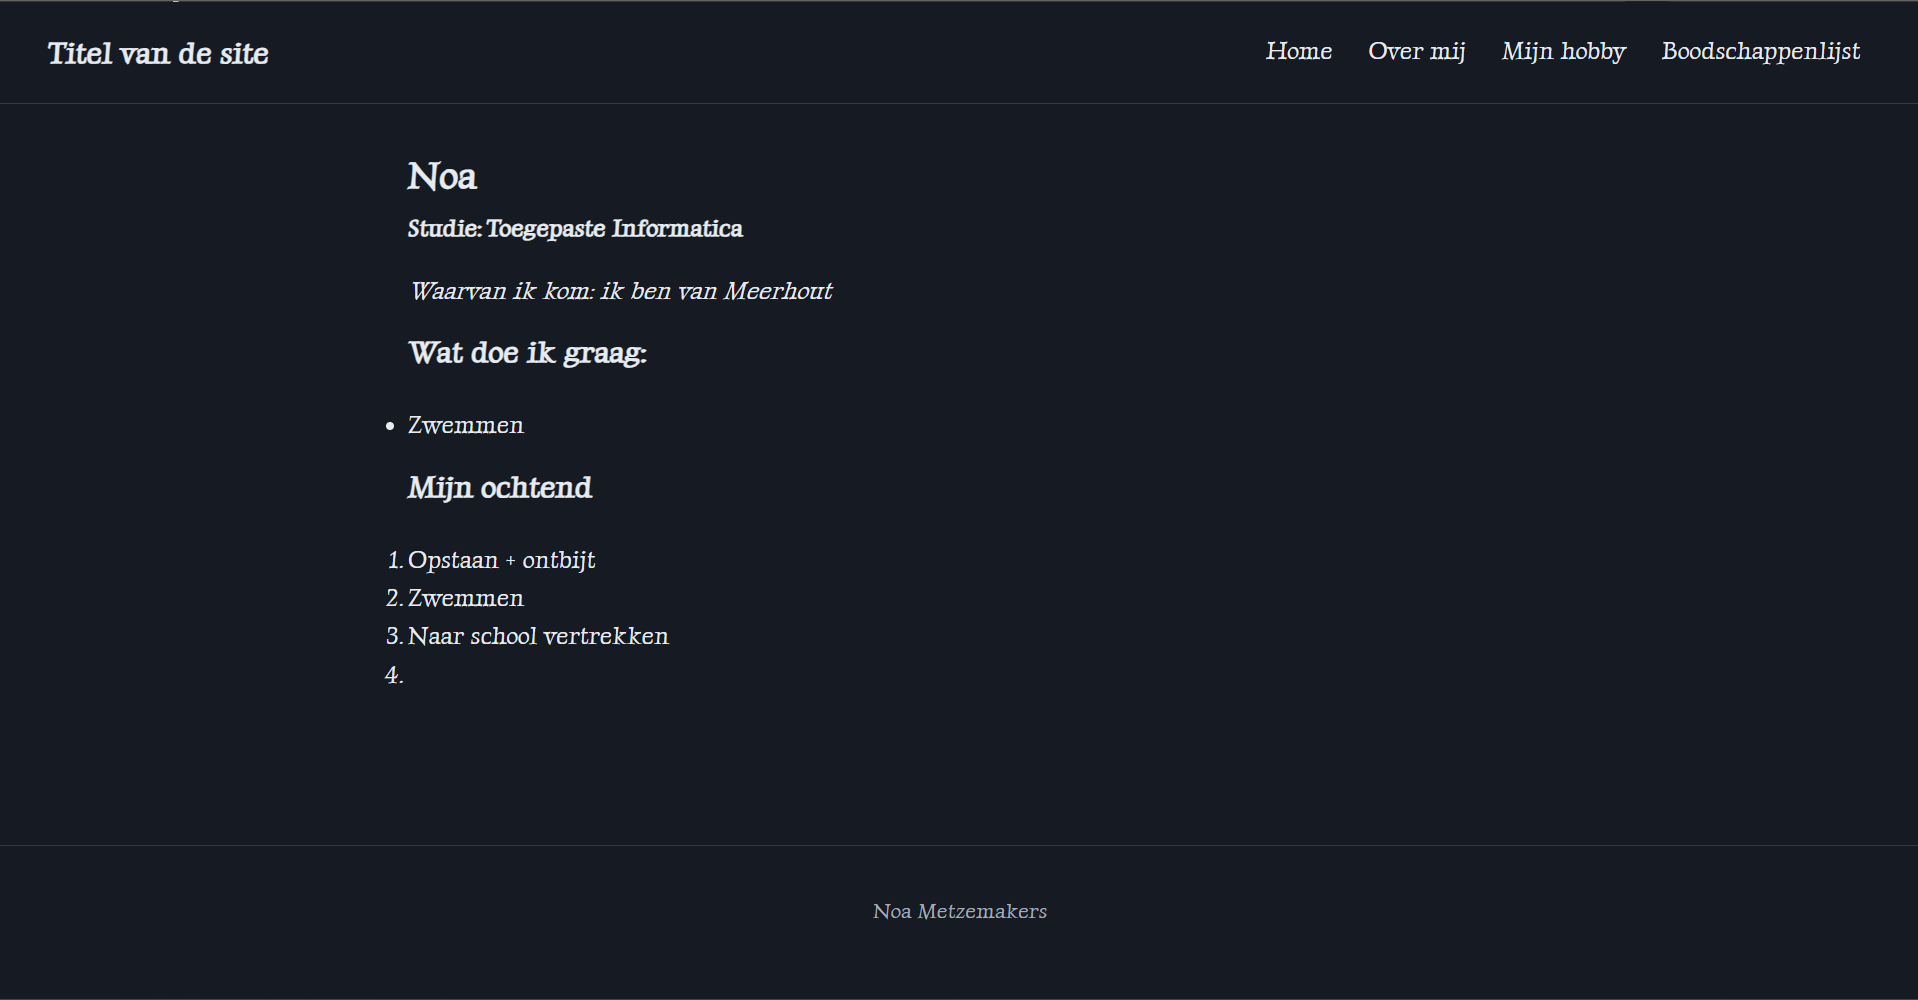 Titel van de site
Home Over mij Mijn hobby Boodschappenlijst
Noa
Studie: Toegepaste Informatica
Waarvan ik kom: ik ben van Meerhout
Wat doe ik graag:
• Zwemmen
Mijn ochtend
1. Opstaan + ontbijt
2. Zwemmen
3. Naar school vertrekken
4.
Noa Metzemakers